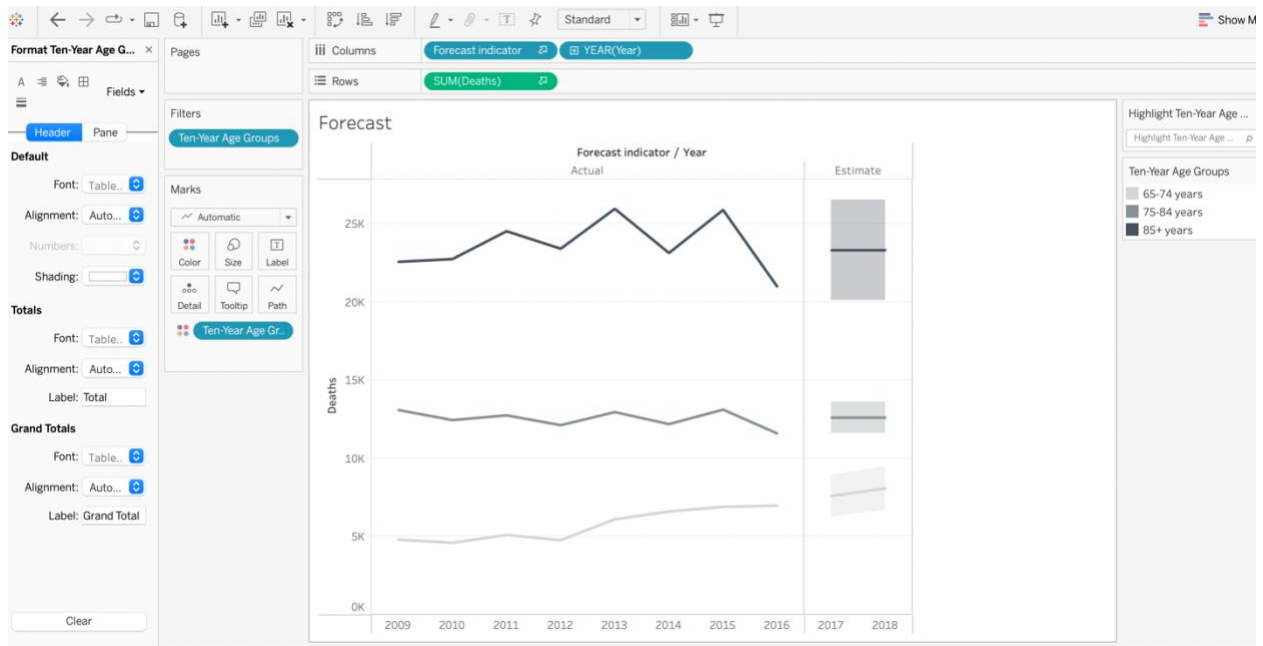 Standard
Show M
Format Ten-Year Age G... ×
Fields
Header Pane
Default
Font: Table..
Alignment: Auto...
Numbers:
Shading:
Totals
Font: Table..
Alignment: Auto...
Label: Total
Grand Totals
Font: Table..
Alignment: Auto...
Label: Grand Total
Clear
Pages
Filters
Ten-Year Age Groups
Marks
Automatic
Color Size Label
Detail Tooltip Path
Ten-Year Age Gr..
Columns Forecast indicator YEAR(Year)
Rows SUM(Deaths)
Forecast
Forecast indicator / Year
Actual Estimate
Deaths
25K
20K
15K
10K
5K
0K
2009 2010 2011 2012 2013 2014 2015 2016 2017 2018
Highlight Ten-Year Age ...
Highlight Ten-Year Age ...
Ten-Year Age Groups
65-74 years
75-84 years
85+ years